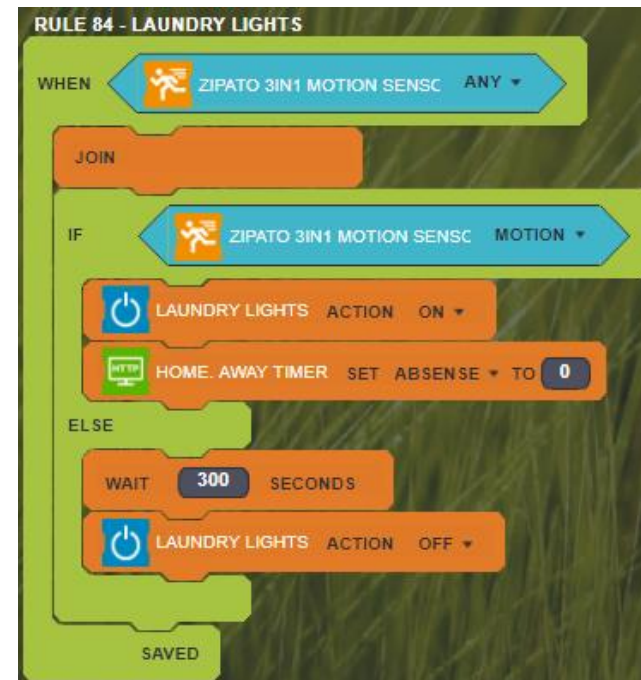 RULE 84 - LAUNDRY LIGHTS
WHEN ZIPATO 3IN1 MOTION SENSC ANY
JOIN
IF ZIPATO 3IN1 MOTION SENSC MOTION
LAUNDRY LIGHTS ACTION ON
HTTP HOME. AWAY TIMER SET ABSENSE TO 0
ELSE
WAIT 300 SECONDS
LAUNDRY LIGHTS ACTION OFF
SAVED